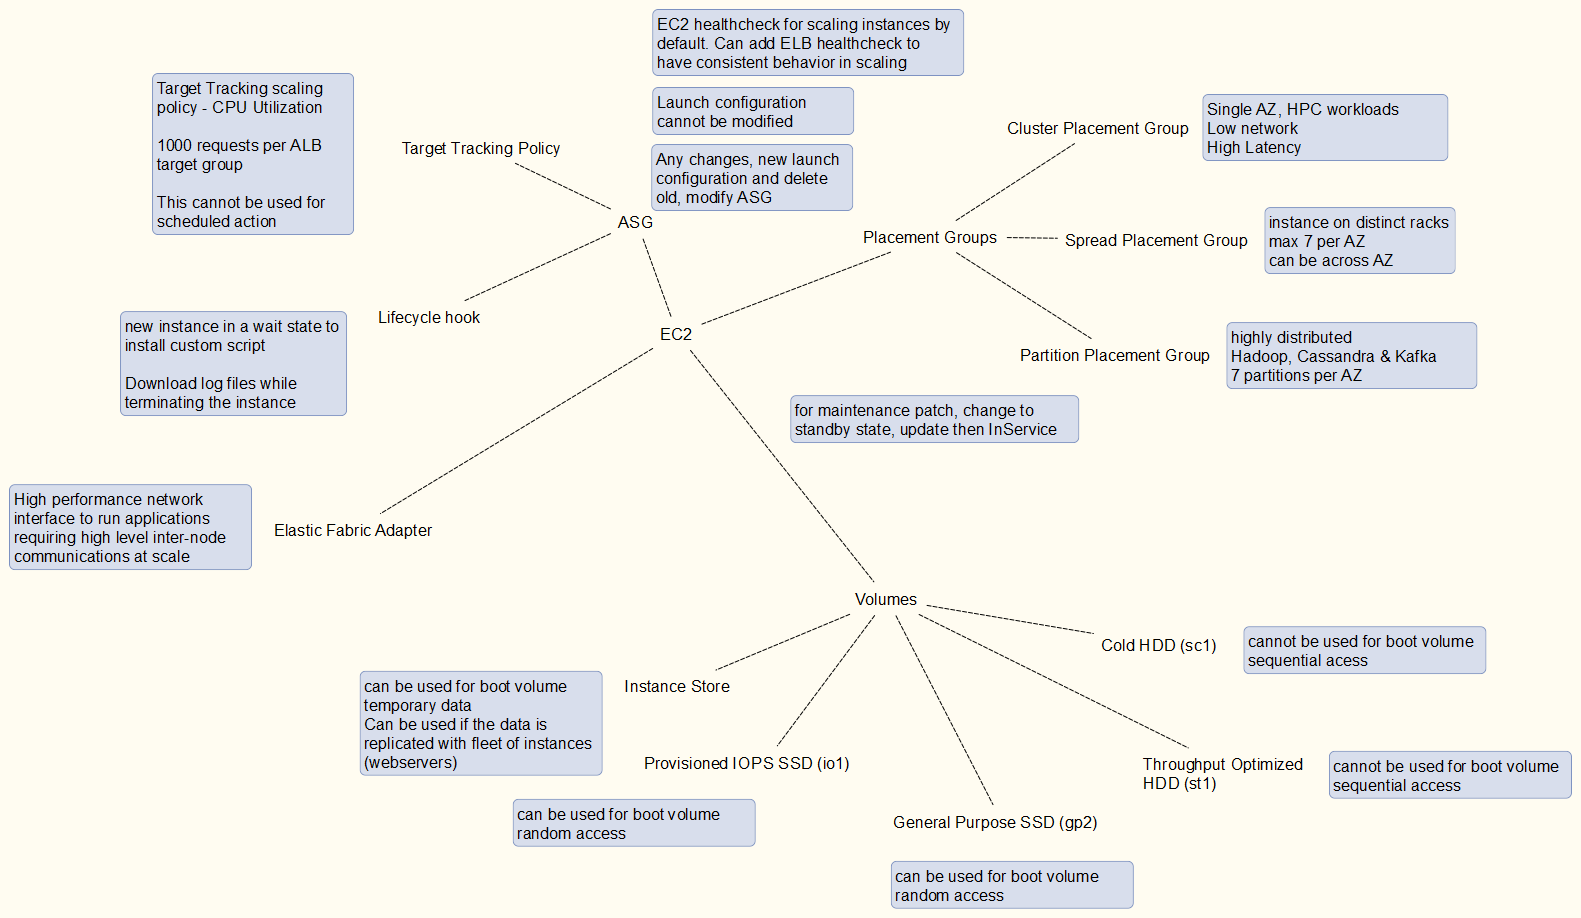 EC2 healthcheck for scaling instances by
default. Can add ELB healthcheck to
have consistent behavior in scaling
Launch configuration
cannot be modified
Any changes, new launch
configuration and delete
old, modify ASG
Target Tracking scaling
policy - CPU Utilization
1000 requests per ALB
target group
This cannot be used for
scheduled action
Target Tracking Policy
ASG
Lifecycle hook
new instance in a wait state to
install custom script
Download log files while
terminating the instance
EC2
Placement Groups
Cluster Placement Group
Single AZ, HPC workloads
Low network
High Latency
Spread Placement Group
instance on distinct racks
max 7 per AZ
can be across AZ
Partition Placement Group
highly distributed
Hadoop, Cassandra & Kafka
7 partitions per AZ
for maintenance patch, change to
standby state, update then InService
High performance network
interface to run applications
requiring high level inter-node
communications at scale
Elastic Fabric Adapter
Volumes
Cold HDD (sc1)
cannot be used for boot volume
sequential acess
Instance Store
can be used for boot volume
temporary data
Can be used if the data is
replicated with fleet of instances
(webservers)
Provisioned IOPS SSD (io1)
can be used for boot volume
random access
General Purpose SSD (gp2)
can be used for boot volume
random access
Throughput Optimized
HDD (st1)
cannot be used for boot volume
sequential access